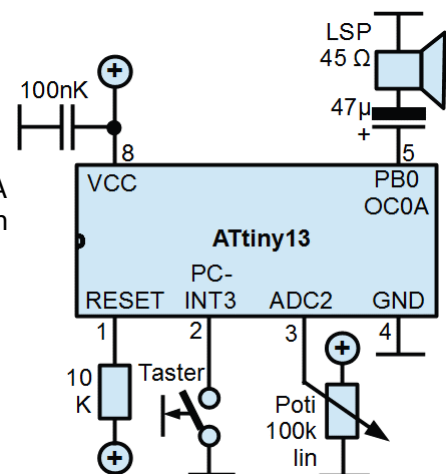 LSP
45 Ω
100nK
47µ
+
8
5
A
n
VCC
PB0
OC0A
ATtiny13
PC-
RESET
INT3
ADC2
GND
1
2
3
4
10
K
Taster
Poti
100k
lin
+
+
+